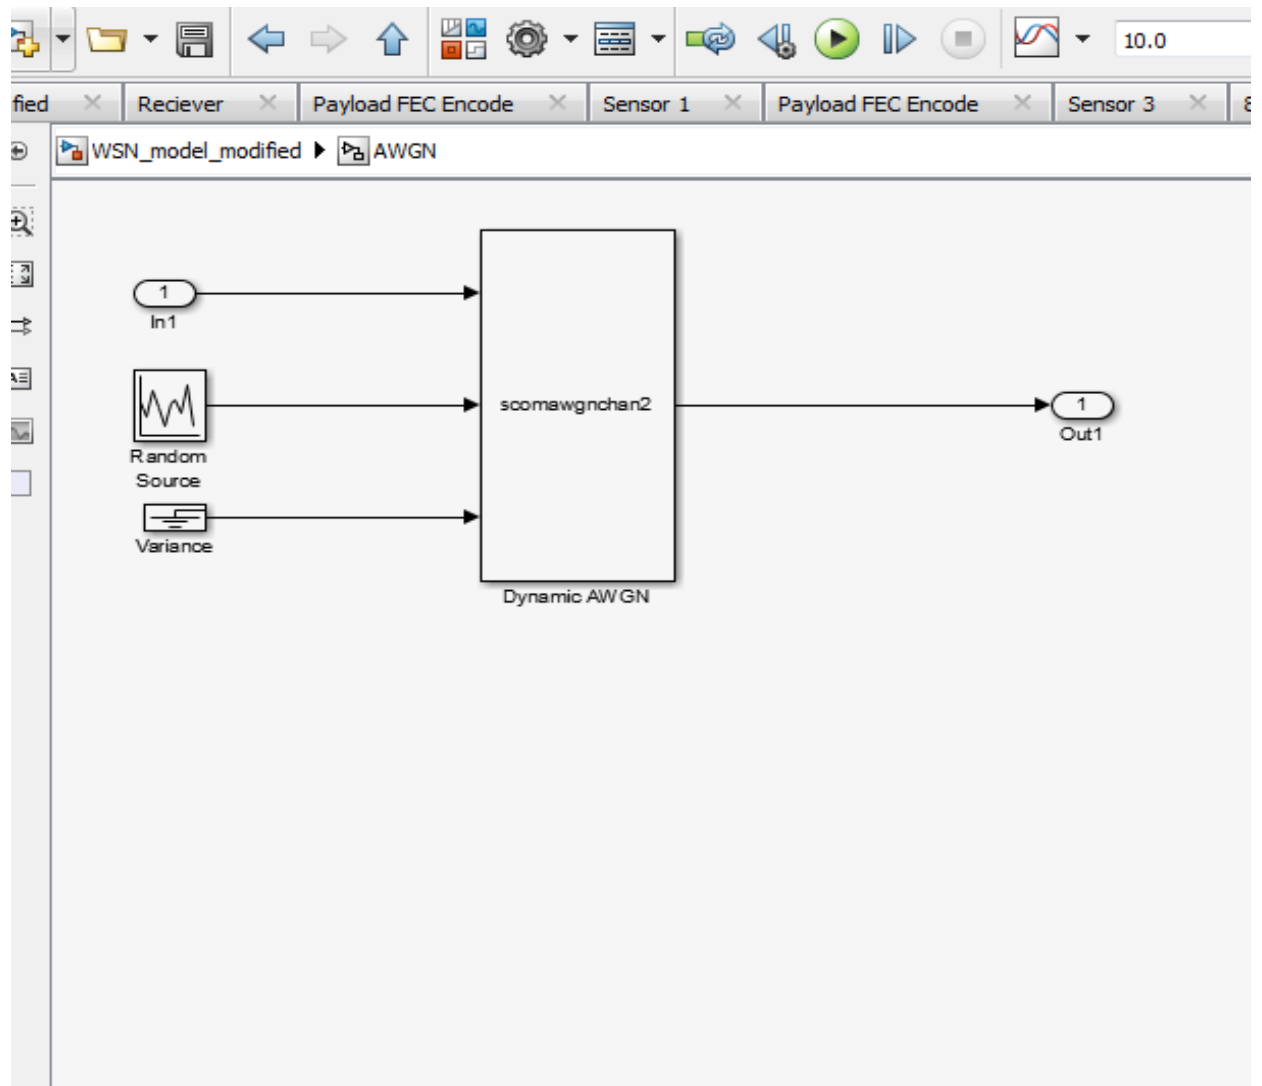 10.0
fied
Reciever
Payload FEC Encode
Sensor 1
Payload FEC Encode
Sensor 3
WSN_model_modified
AWGN
1
In1
scomawgnchan2
1
Out1
Random
Source
Variance
Dynamic AWGN